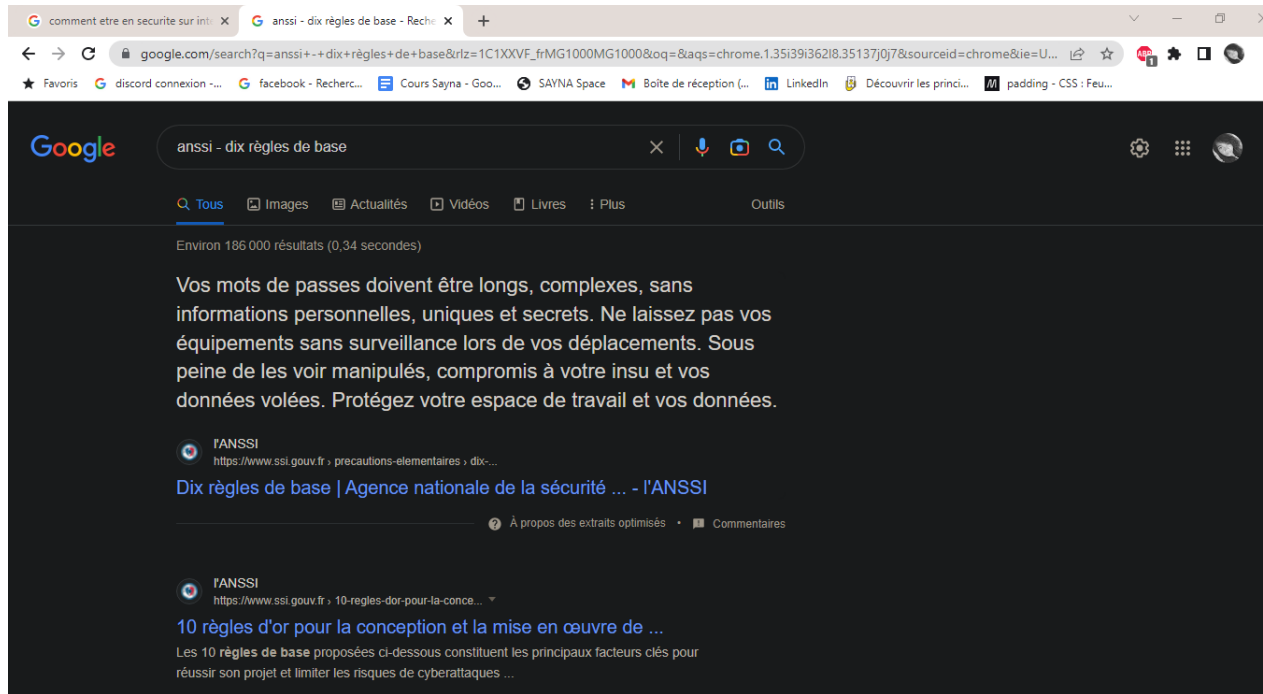 comment etre en securite sur int
anssi - dix règles de base - Reche
google.com/search?q=anssi+-+dix+règles+de+base&rlz=1C1XXVF_frMG1000MG1000&oq=&aqs=chrome.1.35i39i362l8.35137j0j7&sourceid=chrome&ie=U...
ABP 1
Favoris
discord connexion -...
facebook - Recherc...
Cours Sayna - Goo...
SAYNA Space
Boîte de réception (...
LinkedIn
Découvrir les princi...
padding - CSS : Feu...
Google
anssi - dix règles de base
Tous Images Actualités Vidéos Livres Plus Outils
Environ 186 000 résultats (0,34 secondes)
Vos mots de passes doivent être longs, complexes, sans
informations personnelles, uniques et secrets. Ne laissez pas vos
équipements sans surveillance lors de vos déplacements. Sous
peine de les voir manipulés, compromis à votre insu et vos
données volées. Protégez votre espace de travail et vos données.
l'ANSSI
https://www.ssi.gouv.fr › precautions-elementaires › dix-...
Dix règles de base | Agence nationale de la sécurité ... - l'ANSSI
À propos des extraits optimisés • Commentaires
l'ANSSI
https://www.ssi.gouv.fr › 10-regles-dor-pour-la-conce...
10 règles d'or pour la conception et la mise en œuvre de ...
Les 10 règles de base proposées ci-dessous constituent les principaux facteurs clés pour
réussir son projet et limiter les risques de cyberattaques ...